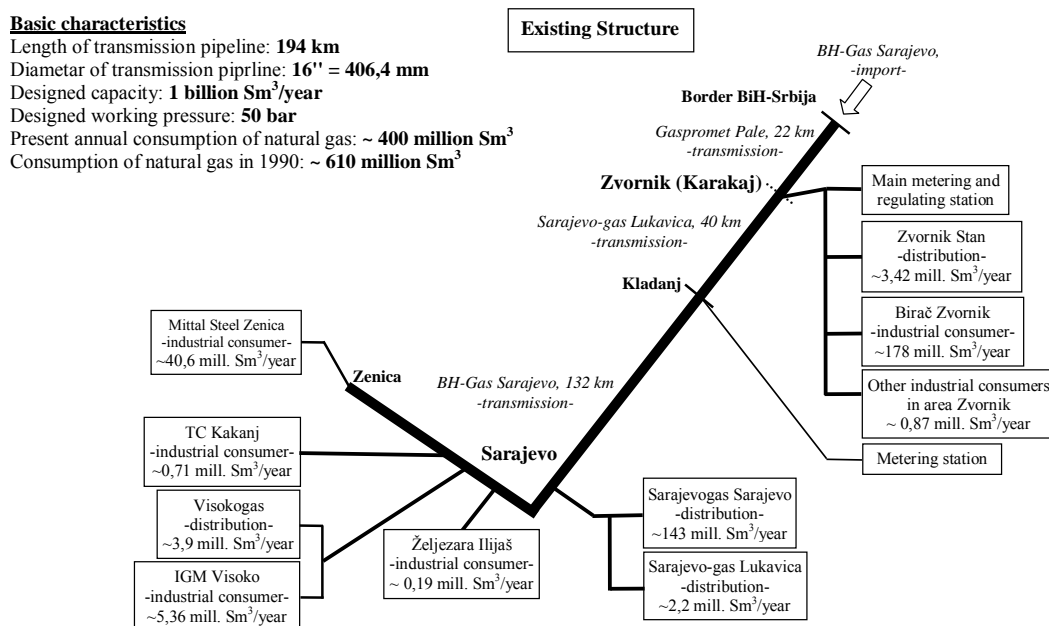 Basic characteristics
Length of transmission pipeline: 194 km
Diametar of transmission piprline: 16" = 406,4 mm
Designed capacity: 1 billion Sm³/year
Designed working pressure: 50 bar
Present annual consumption of natural gas: ~ 400 million Sm³
Consumption of natural gas in 1990: ~ 610 million Sm³
Existing Structure
BH-Gas Sarajevo,
-import-
Border BiH-Srbija
Gaspromet Pale, 22 km
-transmission-
Zvornik (Karakaj)
Sarajevo-gas Lukavica, 40 km
-transmission-
Kladanj
Main metering and
regulating station
Zvornik Stan
-distribution-
~3,42 mill. Sm³/year
Birač Zvornik
-industrial consumer-
~178 mill. Sm³/year
Other industrial consumers
in area Zvornik
~ 0,87 mill. Sm³/year
Metering station
Mittal Steel Zenica
-industrial consumer-
~40,6 mill. Sm³/year
Zenica
BH-Gas Sarajevo, 132 km
-transmission-
Sarajevo
TC Kakanj
-industrial consumer-
~0,71 mill. Sm³/year
Visokogas
-distribution-
~3,9 mill. Sm³/year
IGM Visoko
-industrial consumer-
~5,36 mill. Sm³/year
Željezara Ilijaš
-industrial consumer-
~ 0,19 mill. Sm³/year
Sarajevogas Sarajevo
-distribution-
~143 mill. Sm³/year
Sarajevo-gas Lukavica
-distribution-
~2,2 mill. Sm³/year